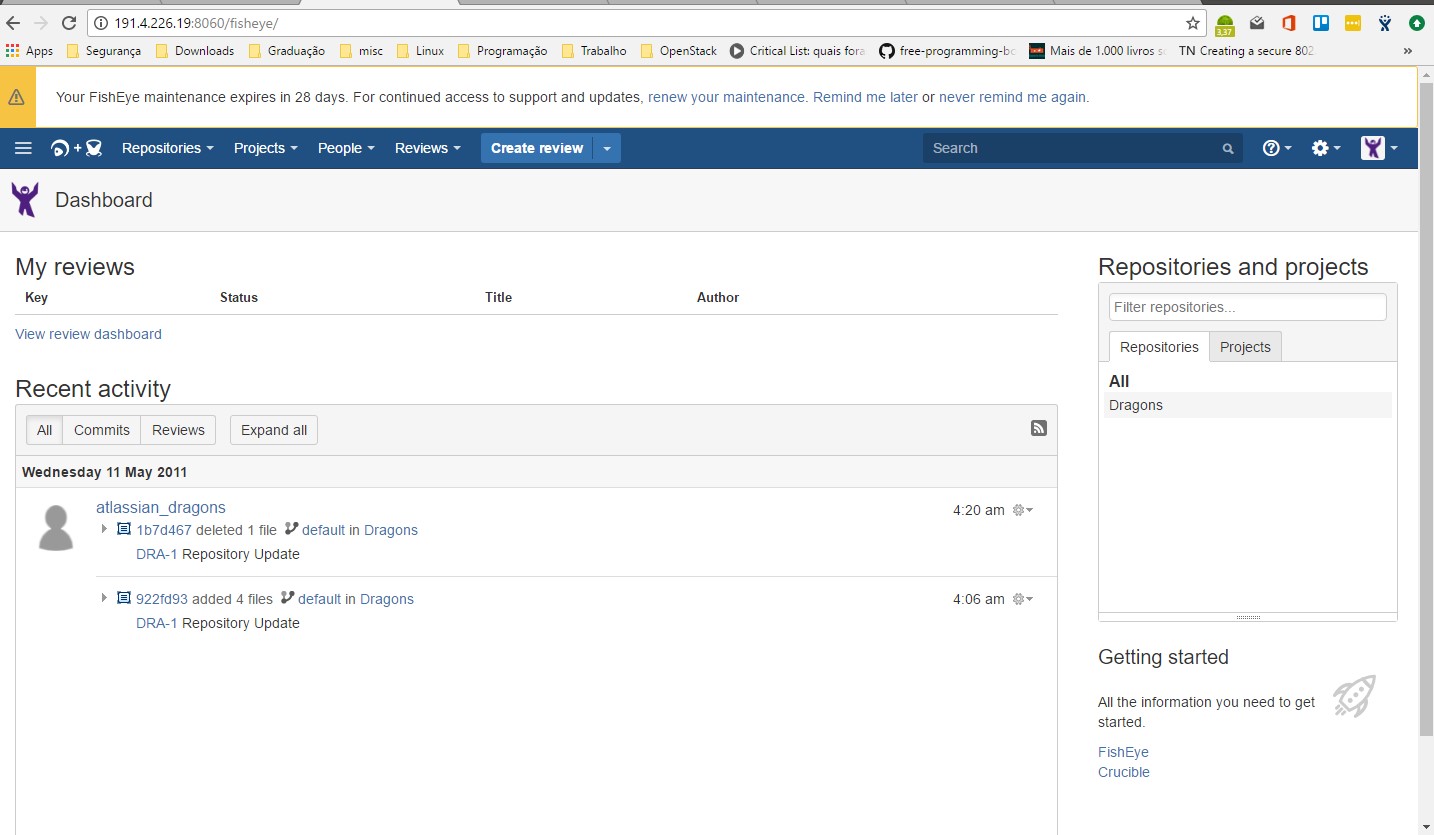 191.4.226.19:8060/fisheye/
3.37
Apps Segurança Downloads Graduação misc Linux Programação Trabalho OpenStack Critical List: quais fora free-programming-bo Mais de 1.000 livros TN Creating a secure 802 »
Your FishEye maintenance expires in 28 days. For continued access to support and updates, renew your maintenance. Remind me later or never remind me again.
+ Repositories Projects People Reviews Create review Search
Dashboard
My reviews
Key Status Title Author
View review dashboard
Recent activity
All Commits Reviews Expand all
Wednesday 11 May 2011
atlassian_dragons 4:20 am
1b7d467 deleted 1 file default in Dragons
DRA-1 Repository Update
922fd93 added 4 files default in Dragons 4:06 am
DRA-1 Repository Update
Repositories and projects
Filter repositories...
Repositories Projects
All
Dragons
Getting started
All the information you need to get
started.
FishEye
Crucible